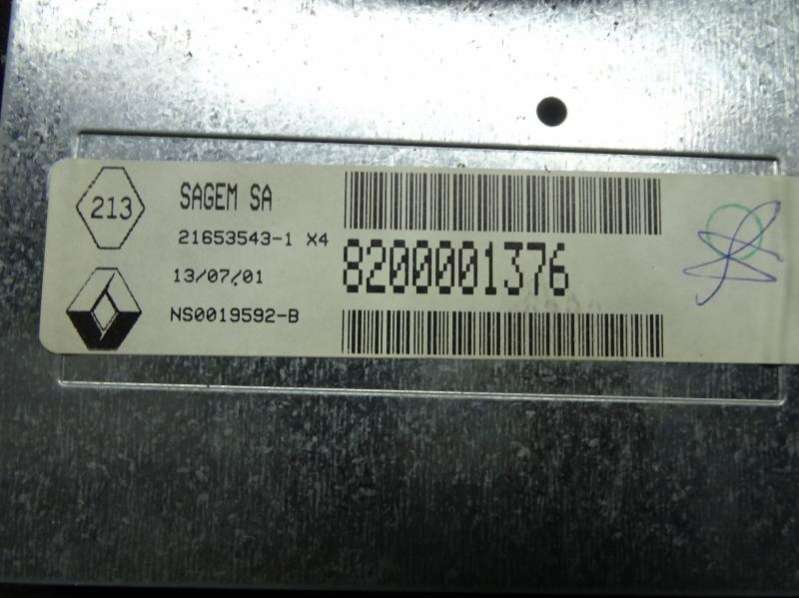 213
SAGEM SA
21653543-1 X4
13/07/01
NS0019592-B
8200001376